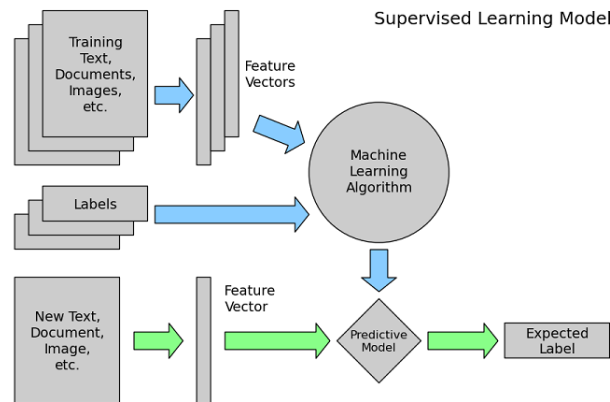 Supervised Learning Model
Training
Text,
Documents,
Images,
etc.
Feature
Vectors
Machine
Learning
Algorithm
Labels
New Text,
Document,
Image,
etc.
Feature
Vector
Predictive
Model
Expected
Label